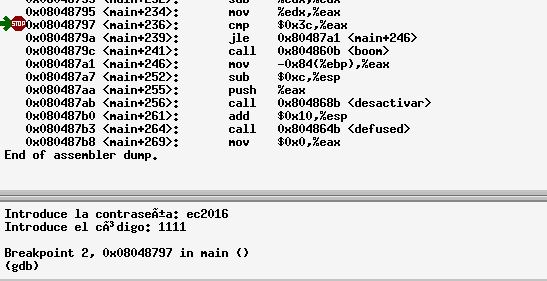 0x08048795 <main+234>: mov %edx,%eax
STOP 0x08048797 <main+236>: cmp $0x3c,%eax
0x0804879a <main+239>: jle 0x80487a1 <main+246>
0x0804879c <main+241>: call 0x804860b <boom>
0x080487a1 <main+246>: mov -0x84(%ebp),%eax
0x080487a7 <main+252>: sub $0xc,%esp
0x080487aa <main+255>: push %eax
0x080487ab <main+256>: call 0x804868b <desactivar>
0x080487b0 <main+261>: add $0x10,%esp
0x080487b3 <main+264>: call 0x804864b <defused>
0x080487b8 <main+269>: mov $0x0,%eax
End of assembler dump.
Introduce la contraseÃ±a: ec2016
Introduce el cÃ³digo: 1111
Breakpoint 2, 0x08048797 in main ()
(gdb)